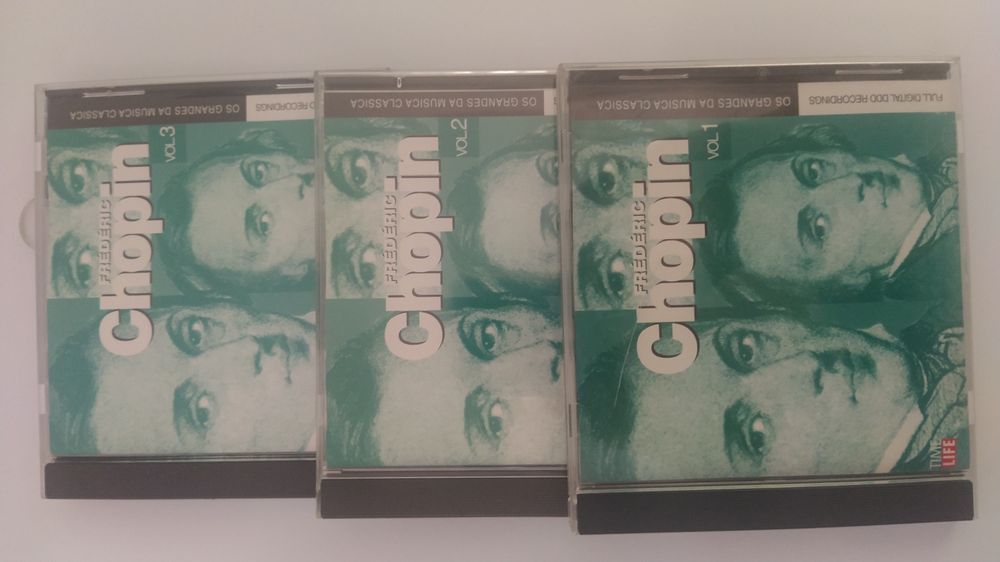 OS GRANDES DA MUSICA CLASSICA
D RECORDINGS
FRÉDÉRIC
Chopin
VOL.3
OS GRANDES DA MUSICA CLASSICA
FRÉDÉRIC
Chopin
VOL.2
OS GRANDES DA MUSICA CLASSICA
FULL DIGITAL DDD RECORDINGS
FRÉDÉRIC
Chopin
VOL.1
TIME
LIFE